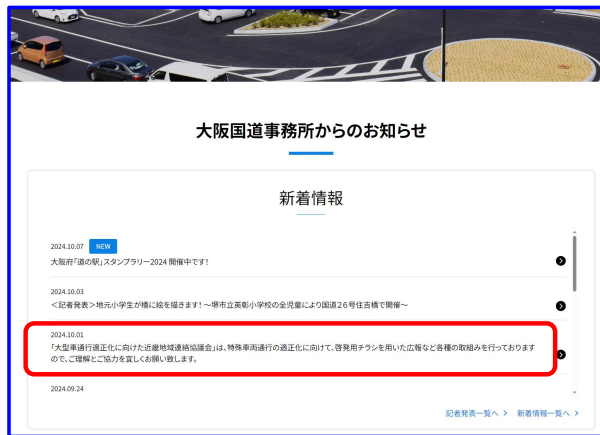 大阪国道事務所からのお知らせ
新着情報
2024.10.07 NEW
大阪府「道の駅」スタンプラリー2024 開催中です!
2024.10.03
＜記者発表＞地元小学生が橋に絵を描きます! ～堺市立英彰小学校の全児童により国道26号住吉橋で開催～
2024.10.01
「大型車通行適正化に向けた近畿地域連絡協議会」は、特殊車両通行の適正化に向けて、啓発用チラシを用いた広報など各種の取組みを行っております
ので、ご理解とご協力を宜しくお願い致します。
2024.09.24
記者発表一覧へ 新着情報一覧へ